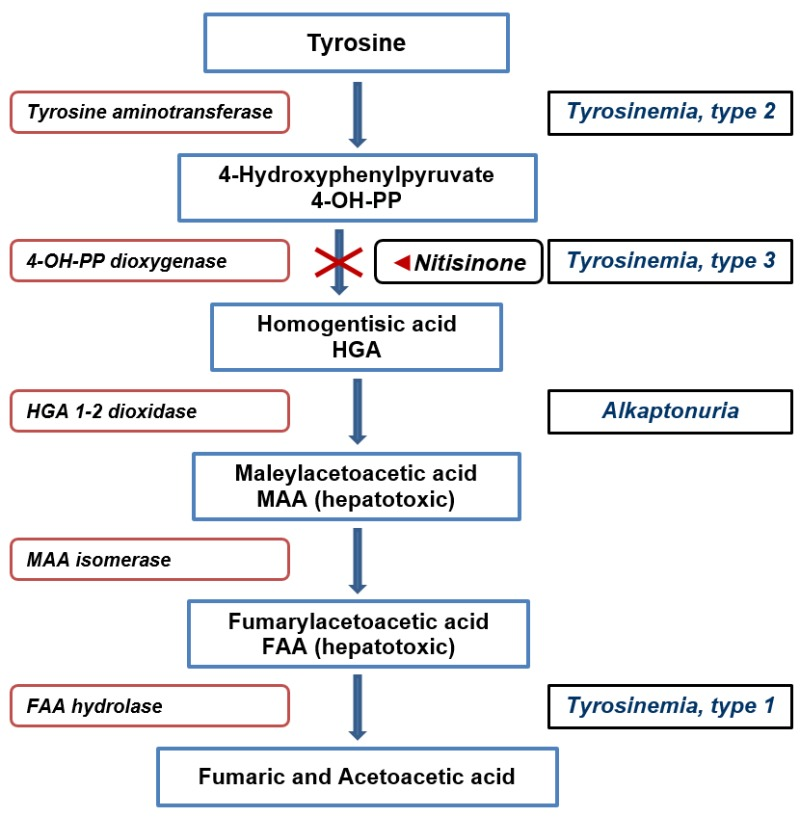 Tyrosine
Tyrosine aminotransferase
Tyrosinemia, type 2
4-Hydroxyphenylpyruvate
4-OH-PP
4-OH-PP dioxygenase
Nitisinone
Tyrosinemia, type 3
Homogentisic acid
HGA
HGA 1-2 dioxidase
Alkaptonuria
Maleylacetoacetic acid
MAA (hepatotoxic)
MAA isomerase
Fumarylacetoacetic acid
FAA (hepatotoxic)
FAA hydrolase
Tyrosinemia, type 1
Fumaric and Acetoacetic acid